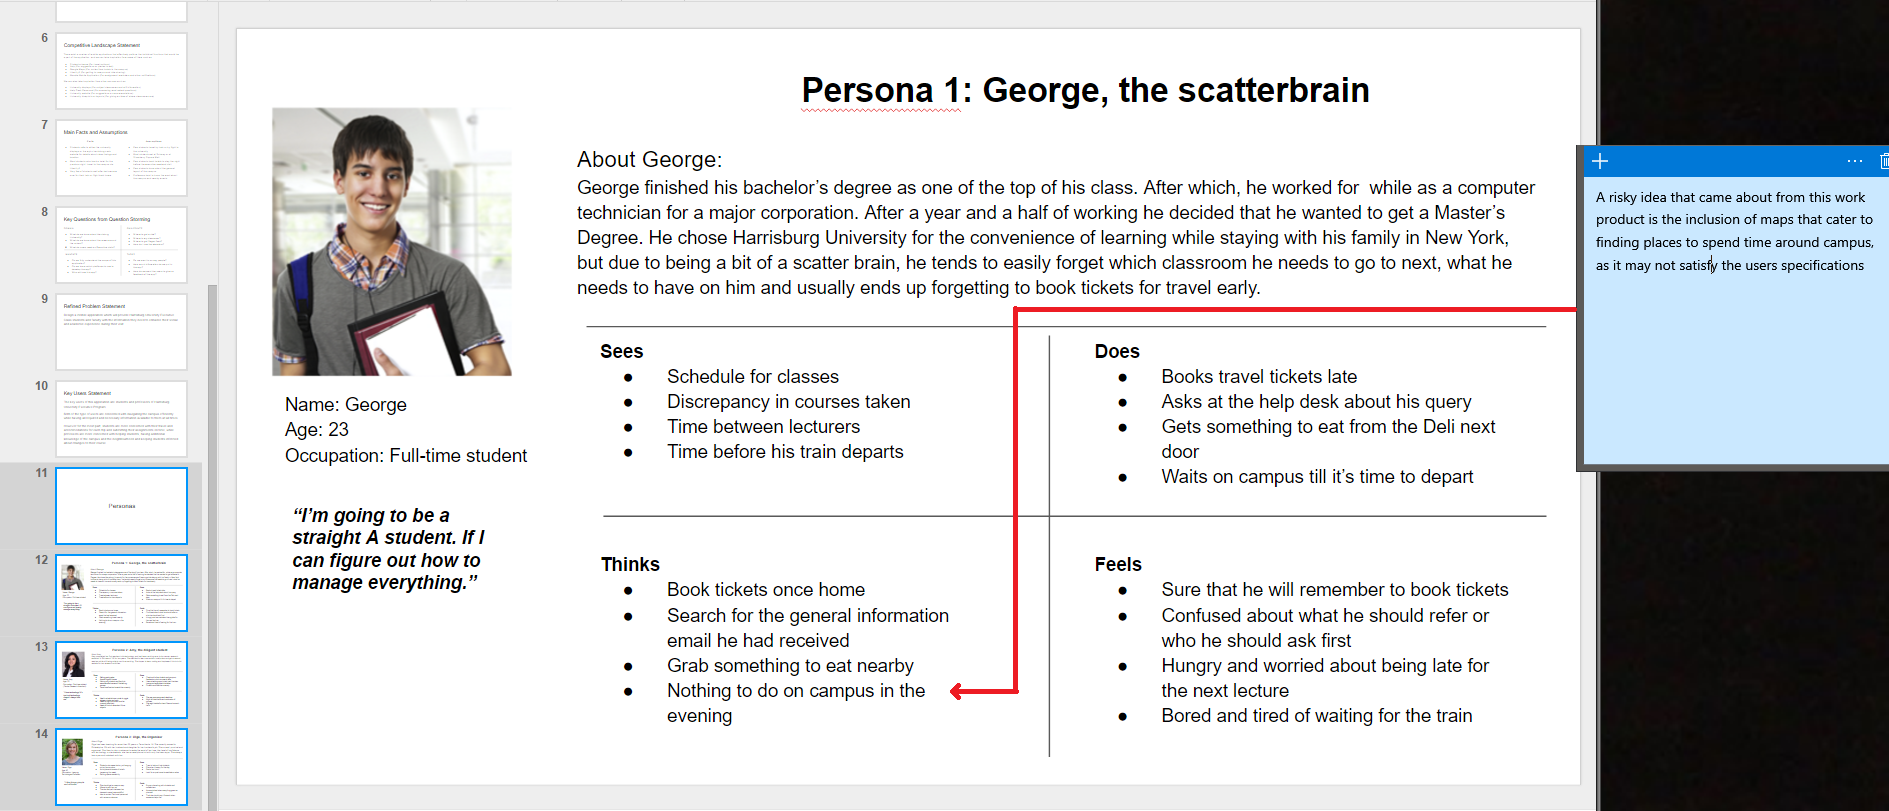 6
Competitive Landscape Statement
7
Main Facts and Assumptions
8
Key Questions from Question Storming
9
Refined Problem Statement
10
Key Users Statement
11
Personas
12
13
14
Persona 1: George, the scatterbrain
About George:
George finished his bachelor’s degree as one of the top of his class. After which, he worked for  while as a computer
technician for a major corporation. After a year and a half of working he decided that he wanted to get a Master’s
Degree. He chose Harrisburg University for the convenience of learning while staying with his family in New York,
but due to being a bit of a scatter brain, he tends to easily forget which classroom he needs to go to next, what he
needs to have on him and usually ends up forgetting to book tickets for travel early.
Name: George
Age: 23
Occupation: Full-time student
“I’m going to be a
straight A student. If I
can figure out how to
manage everything.”
Sees
● Schedule for classes
● Discrepancy in courses taken
● Time between lecturers
● Time before his train departs
Does
● Books travel tickets late
● Asks at the help desk about his query
● Gets something to eat from the Deli next
door
● Waits on campus till it’s time to depart
Thinks
● Book tickets once home
● Search for the general information
email he had received
● Grab something to eat nearby
● Nothing to do on campus in the
evening
Feels
● Sure that he will remember to book tickets
● Confused about what he should refer or
who he should ask first
● Hungry and worried about being late for
the next lecture
● Bored and tired of waiting for the train
A risky idea that came about from this work
product is the inclusion of maps that cater to
finding places to spend time around campus,
as it may not satisfy the users specifications